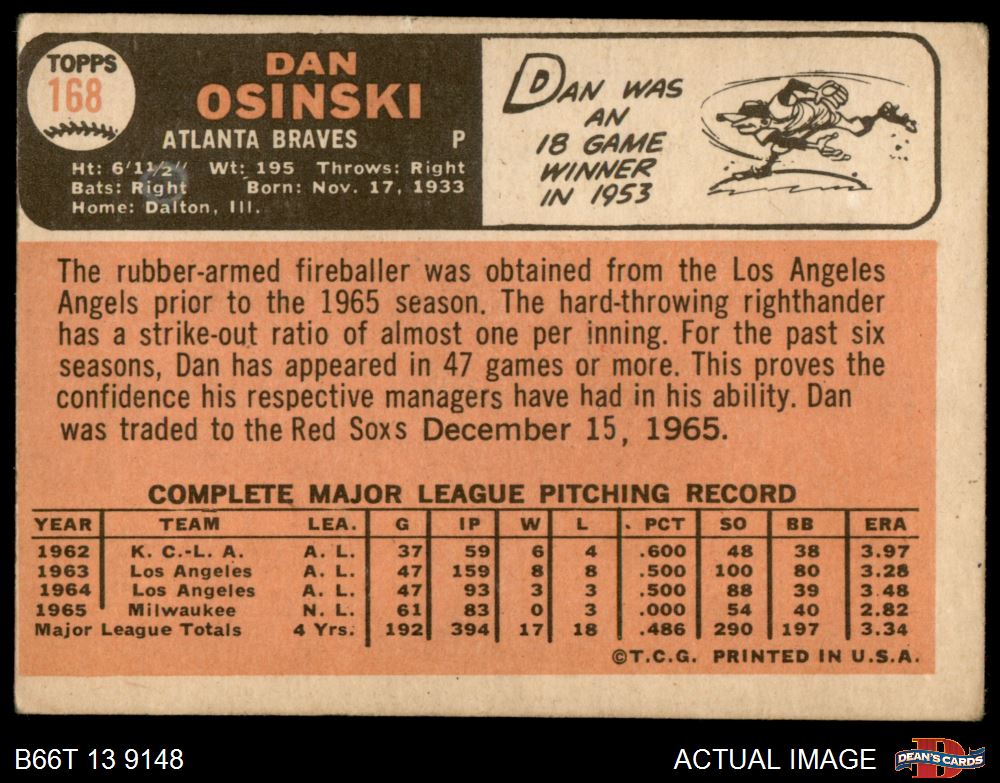 TOPPS
168
DAN
OSINSKI
ATLANTA BRAVES P
Ht: 6'11/2" Wt: 195 Throws: Right
Bats: Right Born: Nov. 17, 1933
Home: Dalton, Ill.
DAN WAS
AN
18 GAME
WINNER
IN 1953
The rubber-armed fireballer was obtained from the Los Angeles
Angels prior to the 1965 season. The hard-throwing righthander
has a strike-out ratio of almost one per inning. For the past six
seasons, Dan has appeared in 47 games or more. This proves the
confidence his respective managers have had in his ability. Dan
was traded to the Red Soxs December 15, 1965.
COMPLETE MAJOR LEAGUE PITCHING RECORD
YEAR TEAM LEA. G IP W L PCT SO BB ERA
1962 K. C.-L. A. A. L. 37 59 6 4 .600 48 38 3.97
1963 Los Angeles A. L. 47 159 8 8 .500 100 80 3.28
1964 Los Angeles A. L. 47 93 3 3 .500 88 39 3.48
1965 Milwaukee N. L. 61 83 0 3 .000 54 40 2.82
Major League Totals 4 Yrs. 192 394 17 18 .486 290 197 3.34
©T.C.G. PRINTED IN U.S.A.
B66T 13 9148
ACTUAL IMAGE
D
DEAN'S CARDS